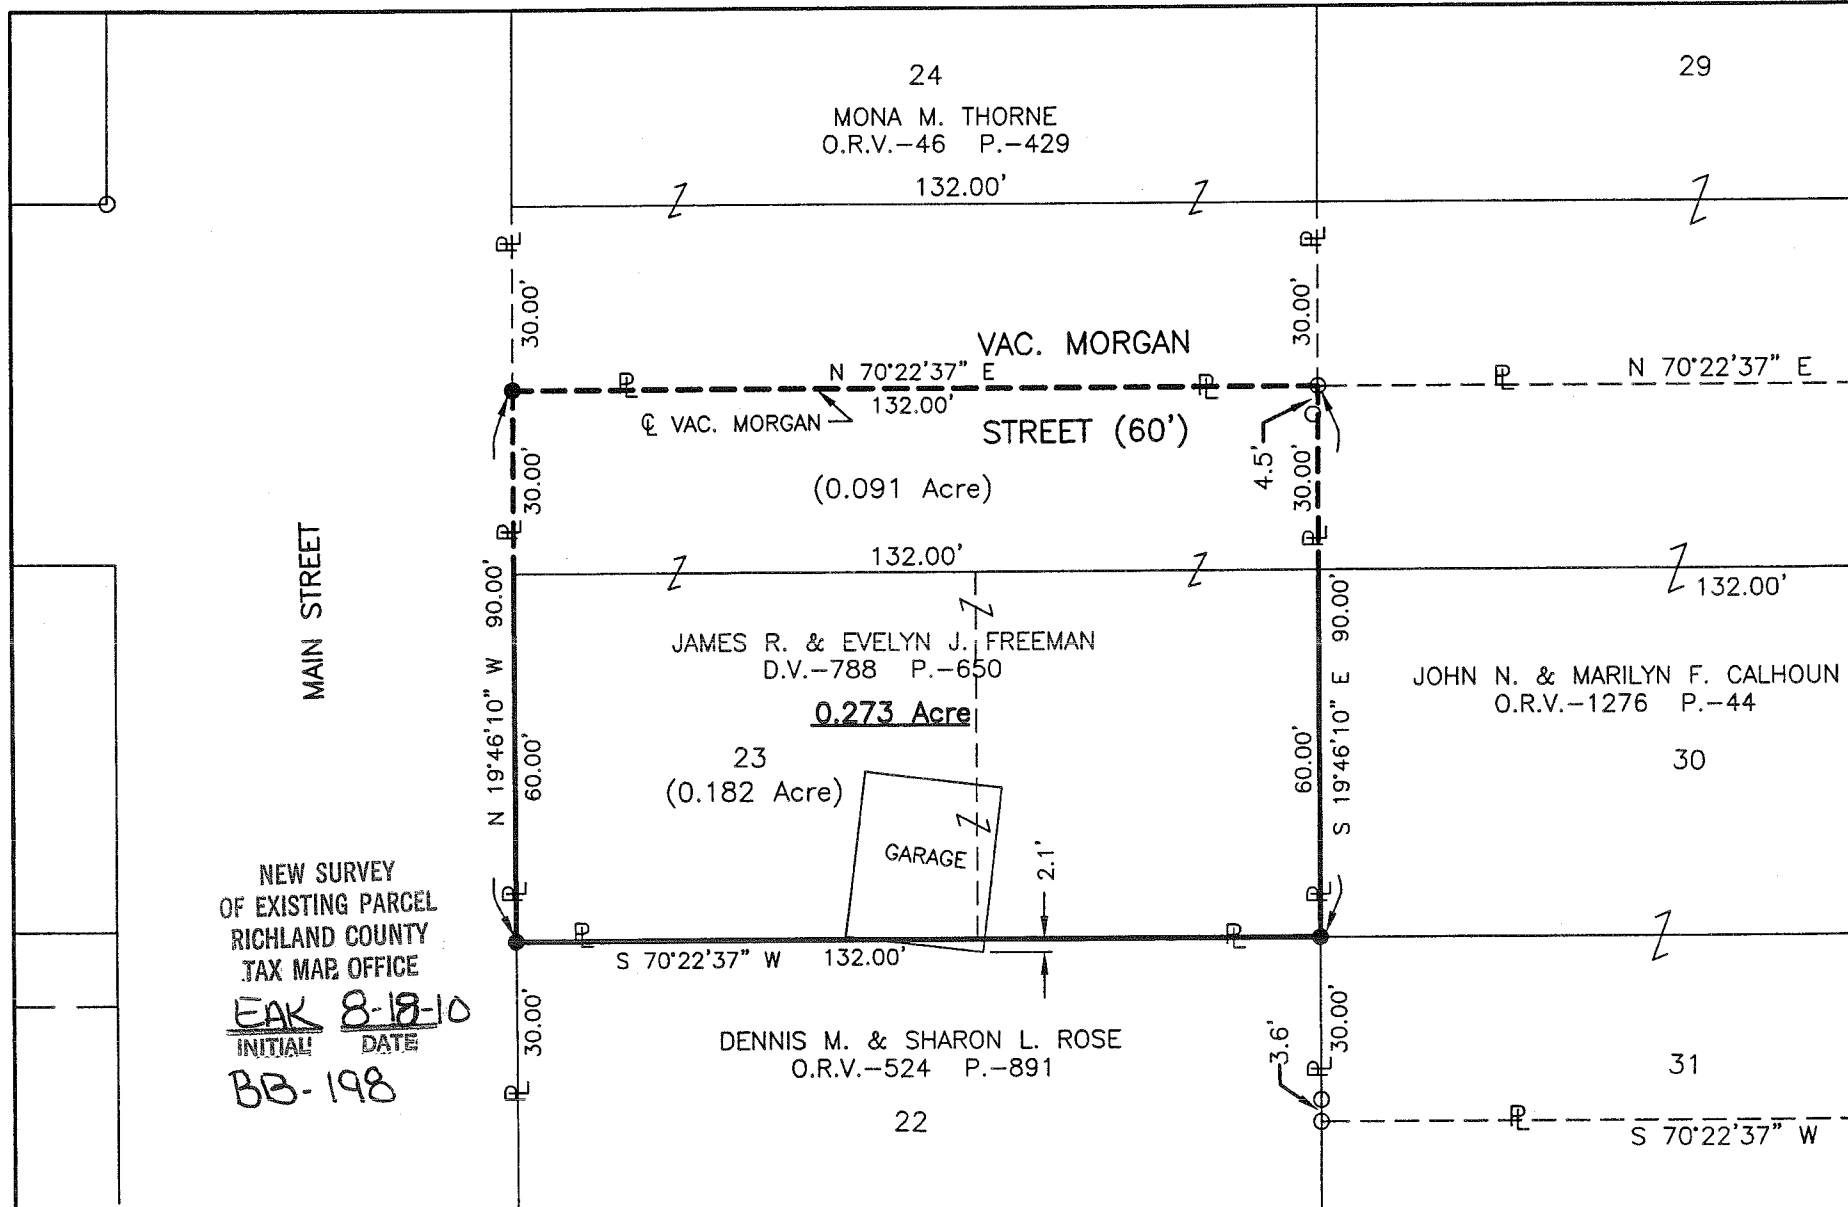 24
MONA M. THORNE
O.R.V.-46 P.-429
132.00'
29
30.00'
30.00'
VAC. MORGAN
N 70°22'37" E
132.00'
℄ VAC. MORGAN
STREET (60')
N 70°22'37" E
4.5'
30.00'
30.00'
(0.091 Acre)
132.00'
132.00'
MAIN STREET
N 19°46'10" W 90.00'
60.00'
JAMES R. & EVELYN J. FREEMAN
D.V.-788 P.-650
0.273 Acre
23
(0.182 Acre)
GARAGE
2.1'
60.00'
S 19°46'10" E 90.00'
JOHN N. & MARILYN F. CALHOUN
O.R.V.-1276 P.-44
30
S 70°22'37" W 132.00'
NEW SURVEY
OF EXISTING PARCEL
RICHLAND COUNTY
TAX MAP OFFICE
EAK 8-18-10
INITIAL DATE
BB-198
30.00'
DENNIS M. & SHARON L. ROSE
O.R.V.-524 P.-891
22
3.6'
30.00'
31
S 70°22'37" W